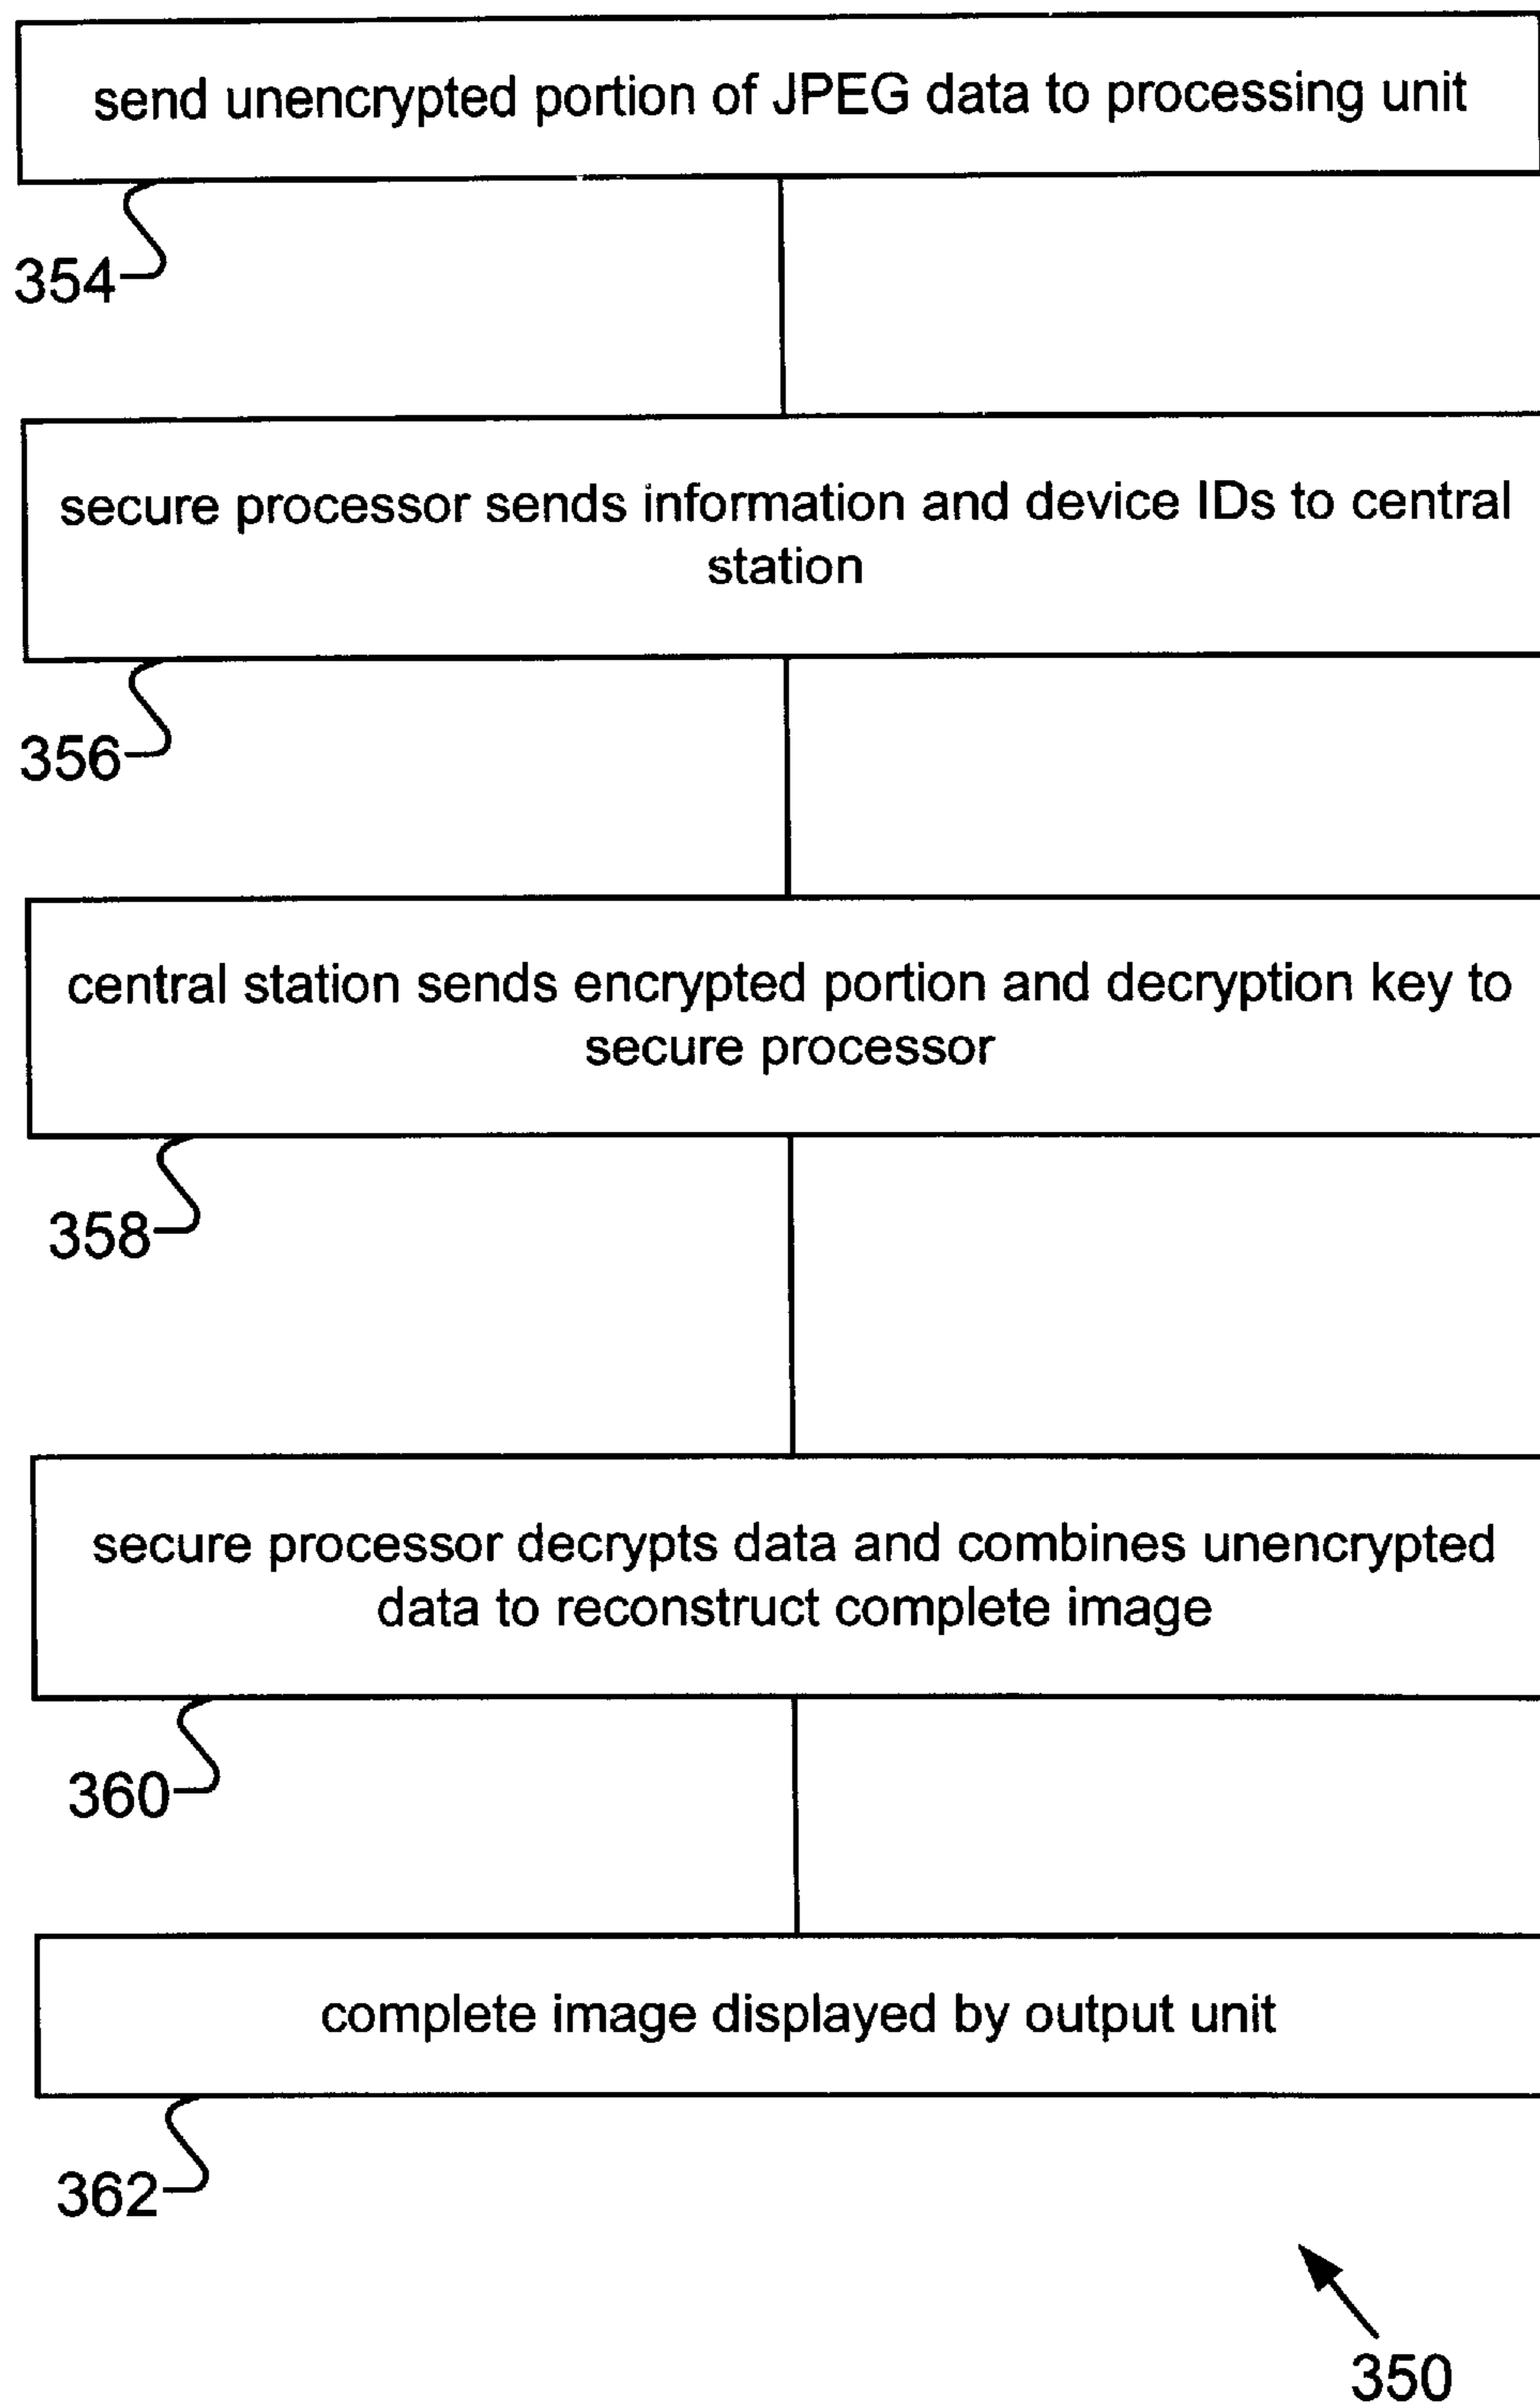 send unencrypted portion of JPEG data to processing unit
354
secure processor sends information and device IDs to central
station
356
central station sends encrypted portion and decryption key to
secure processor
358
secure processor decrypts data and combines unencrypted
data to reconstruct complete image
360
complete image displayed by output unit
362
350